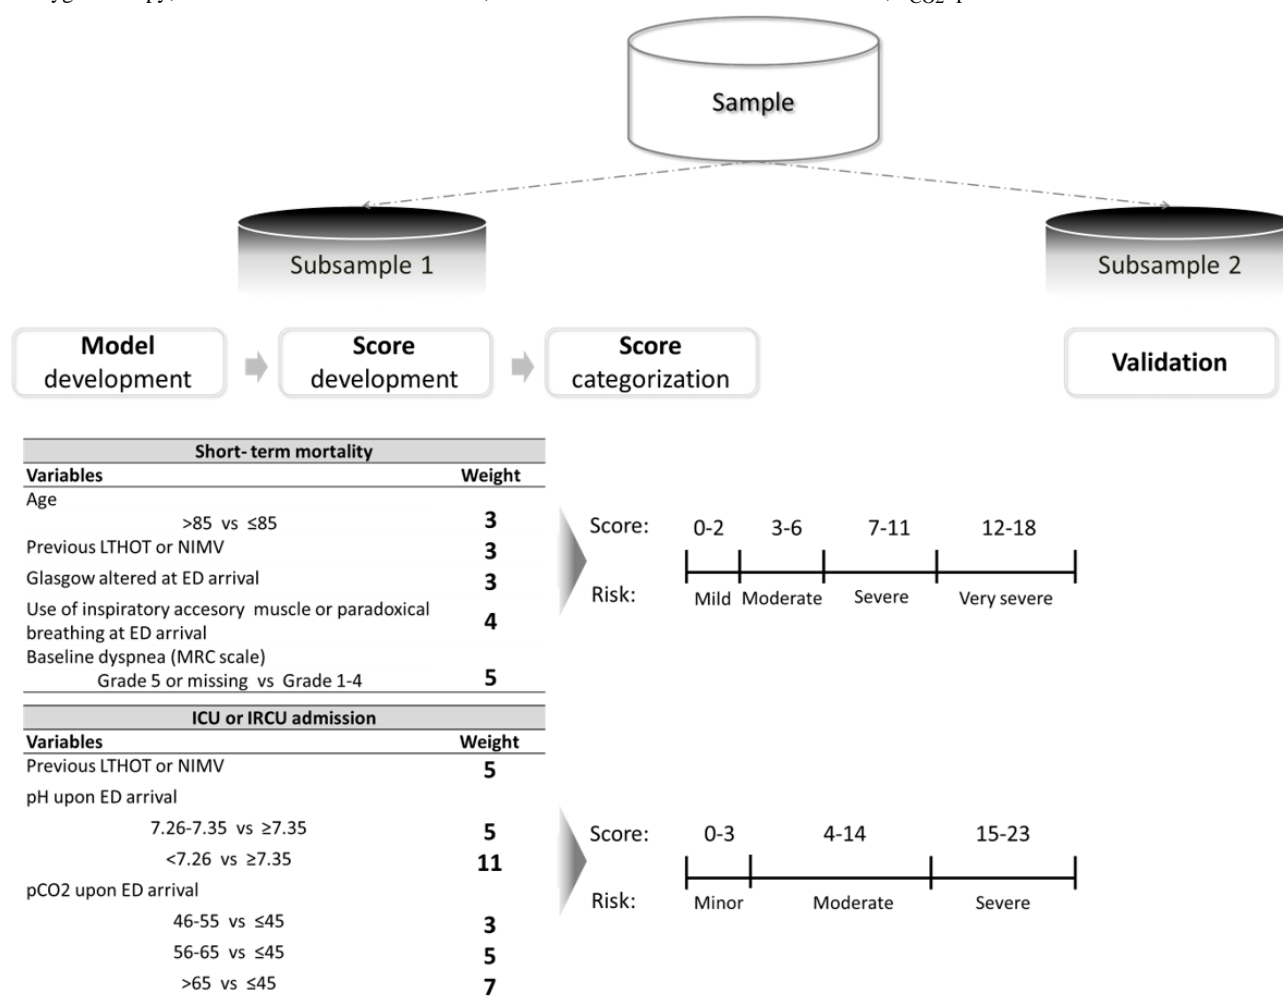 Sample
Subsample 1
Subsample 2
Model
development
Score
development
Score
categorization
Validation
Short- term mortality
Variables Weight
Age
>85 vs ≤85 3
Previous LTHOT or NIMV 3
Glasgow altered at ED arrival 3
Use of inspiratory accesory muscle or paradoxical
breathing at ED arrival 4
Baseline dyspnea (MRC scale)
Grade 5 or missing vs Grade 1-4 5
Score: 0-2 3-6 7-11 12-18
Risk: Mild Moderate Severe Very severe
ICU or IRCU admission
Variables Weight
Previous LTHOT or NIMV 5
pH upon ED arrival
7.26-7.35 vs ≥7.35 5
<7.26 vs ≥7.35 11
pCO2 upon ED arrival
46-55 vs ≤45 3
56-65 vs ≤45 5
>65 vs ≤45 7
Score: 0-3 4-14 15-23
Risk: Minor Moderate Severe